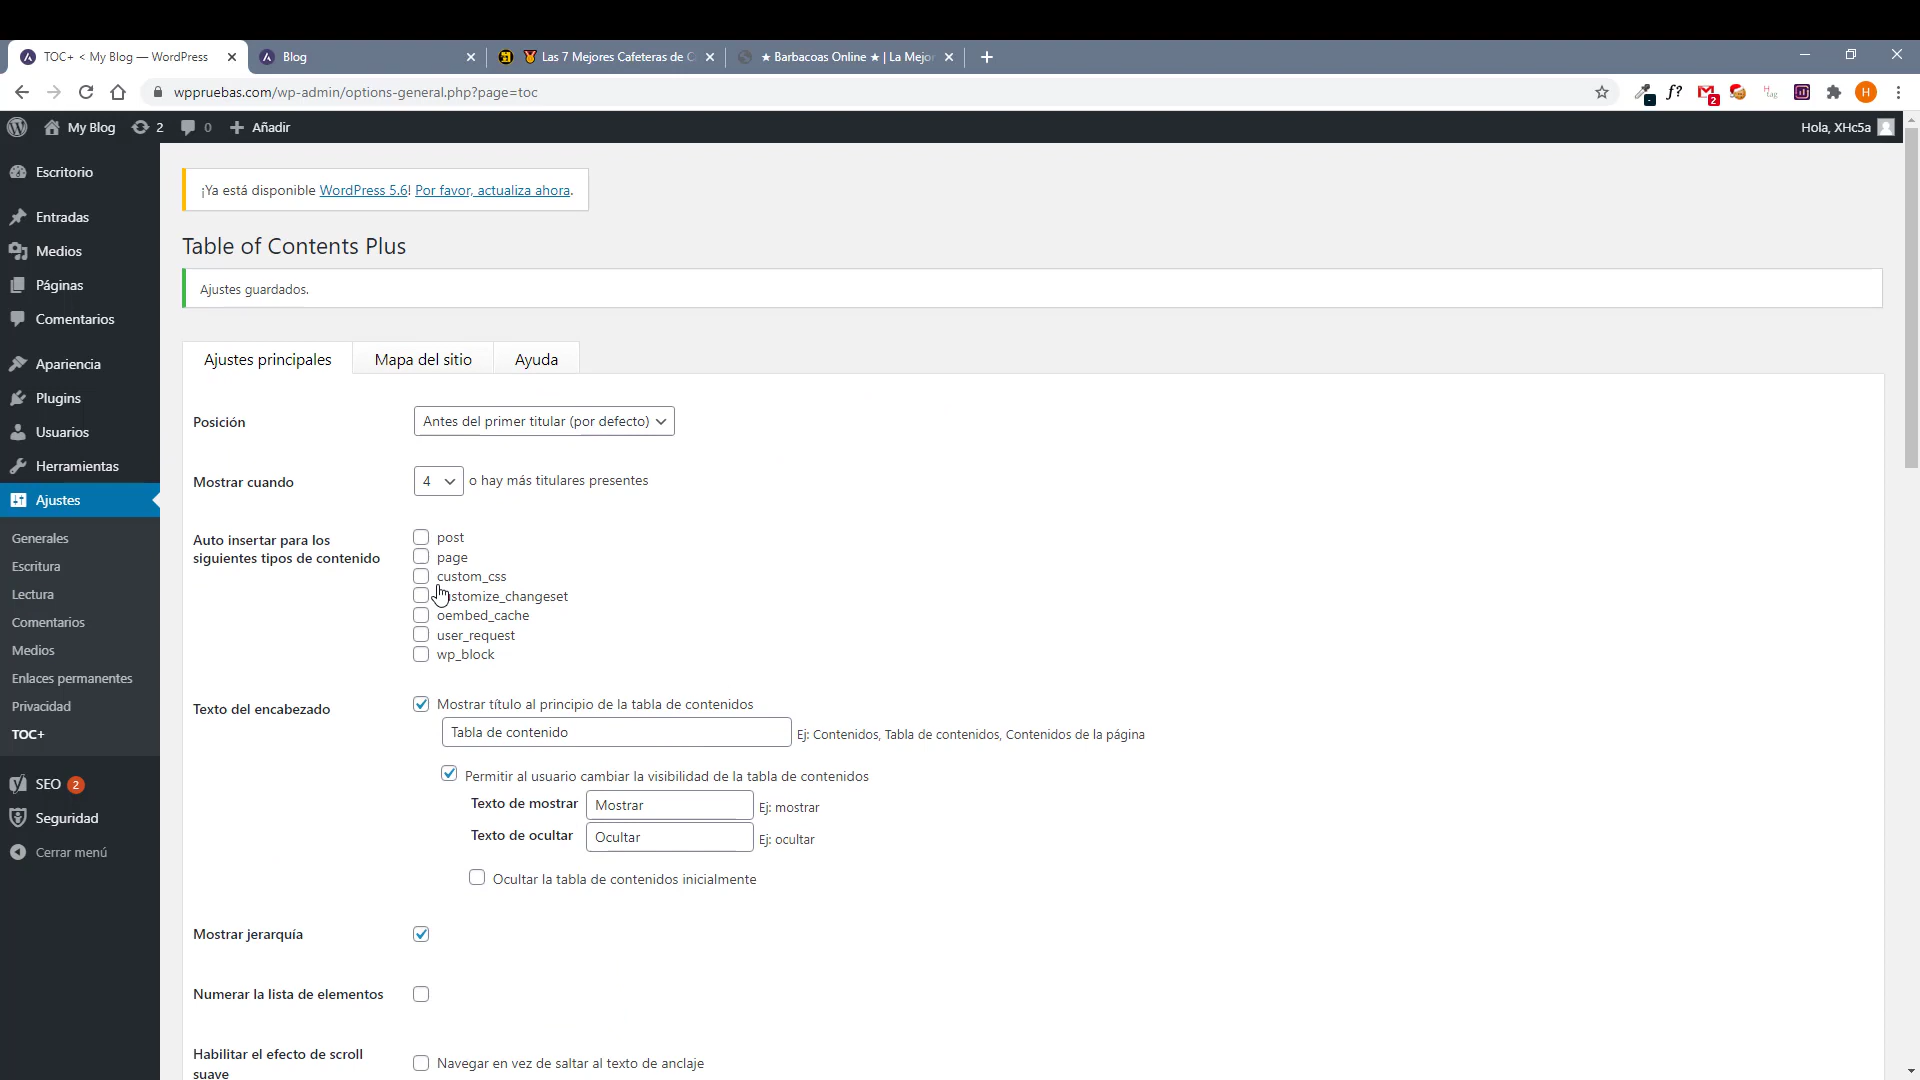 TOC+ < My Blog — WordPress
Blog
Las 7 Mejores Cafeteras de C
★ Barbacoas Online ★ | La Mejor
wppruebas.com/wp-admin/options-general.php?page=toc
f?
2
H
My Blog
2
0
Añadir
Hola, XHc5a
Escritorio
Entradas
Medios
Páginas
Comentarios
Apariencia
Plugins
Usuarios
Herramientas
Ajustes
Generales
Escritura
Lectura
Comentarios
Medios
Enlaces permanentes
Privacidad
TOC+
SEO 2
Seguridad
Cerrar menú
¡Ya está disponible WordPress 5.6! Por favor, actualiza ahora.
Table of Contents Plus
Ajustes guardados.
Ajustes principales
Mapa del sitio
Ayuda
Posición
Antes del primer titular (por defecto)
Mostrar cuando
4
o hay más titulares presentes
Auto insertar para los
siguientes tipos de contenido
post
page
custom_css
ustomize_changeset
oembed_cache
user_request
wp_block
Texto del encabezado
Mostrar título al principio de la tabla de contenidos
Tabla de contenido
Ej: Contenidos, Tabla de contenidos, Contenidos de la página
Permitir al usuario cambiar la visibilidad de la tabla de contenidos
Texto de mostrar
Mostrar
Ej: mostrar
Texto de ocultar
Ocultar
Ej: ocultar
Ocultar la tabla de contenidos inicialmente
Mostrar jerarquía
Numerar la lista de elementos
Habilitar el efecto de scroll
suave
Navegar en vez de saltar al texto de anclaje